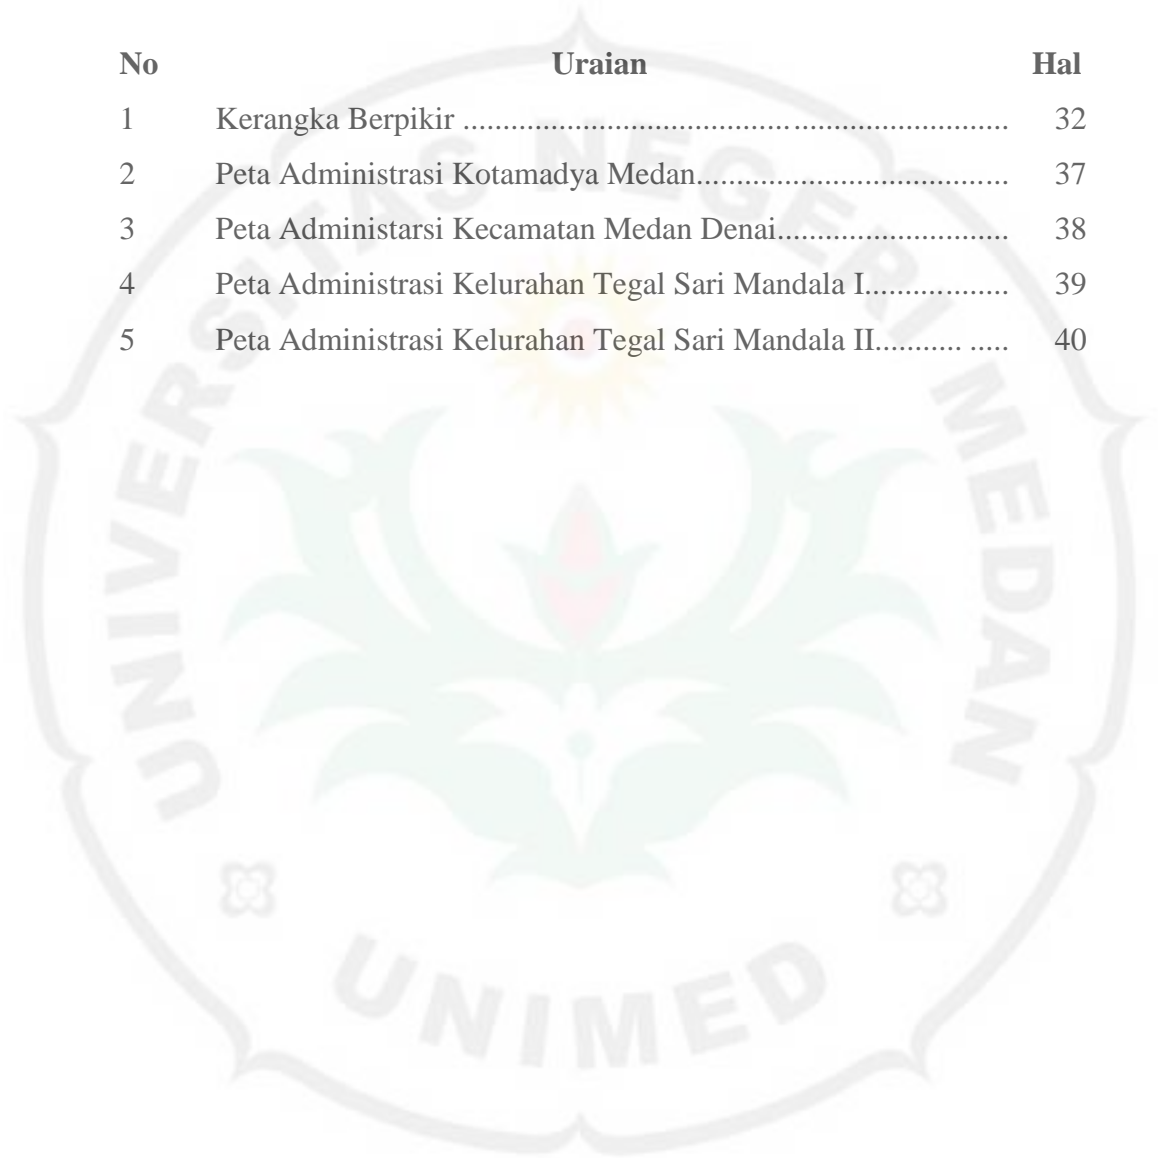 No Uraian Hal
1 Kerangka Berpikir ................................................................... 32
2 Peta Administrasi Kotamadya Medan....................................... 37
3 Peta Administarsi Kecamatan Medan Denai............................. 38
4 Peta Administrasi Kelurahan Tegal Sari Mandala I.................. 39
5 Peta Administrasi Kelurahan Tegal Sari Mandala II........... ..... 40
UNIVERSITAS NEGERI MEDAN
UNIMED